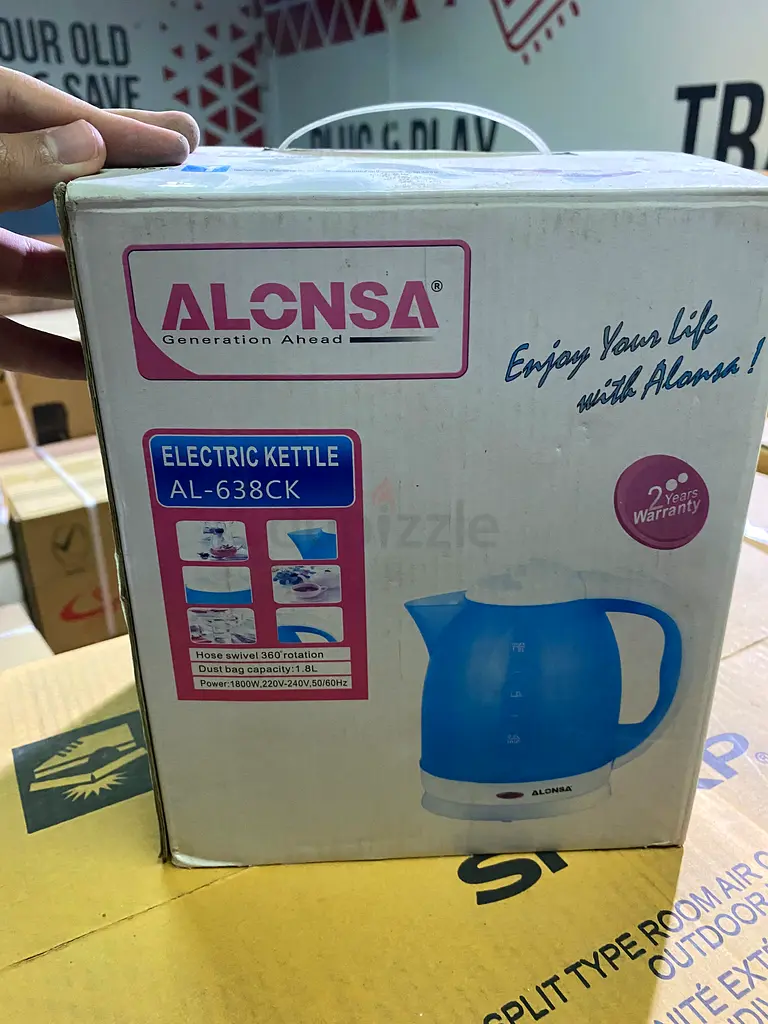 OUR OLD
SAVE
PLUG & PLAY
ALONSA®
Generation Ahead
Enjoy Your Life
with Alonsa!
ELECTRIC KETTLE
AL-638CK
2 Years
Warranty
dubizzle
Hose swivel 360°rotation
Dust bag capacity:1.8L
Power:1800W,220V-240V,50/60Hz
ALONSA
SPLIT TYPE ROOM AIR
OUTDOOR